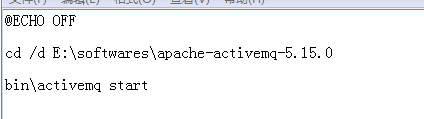 @ECHO OFF
cd /d E:\softwares\apache-activemq-5.15.0
bin\activemq start